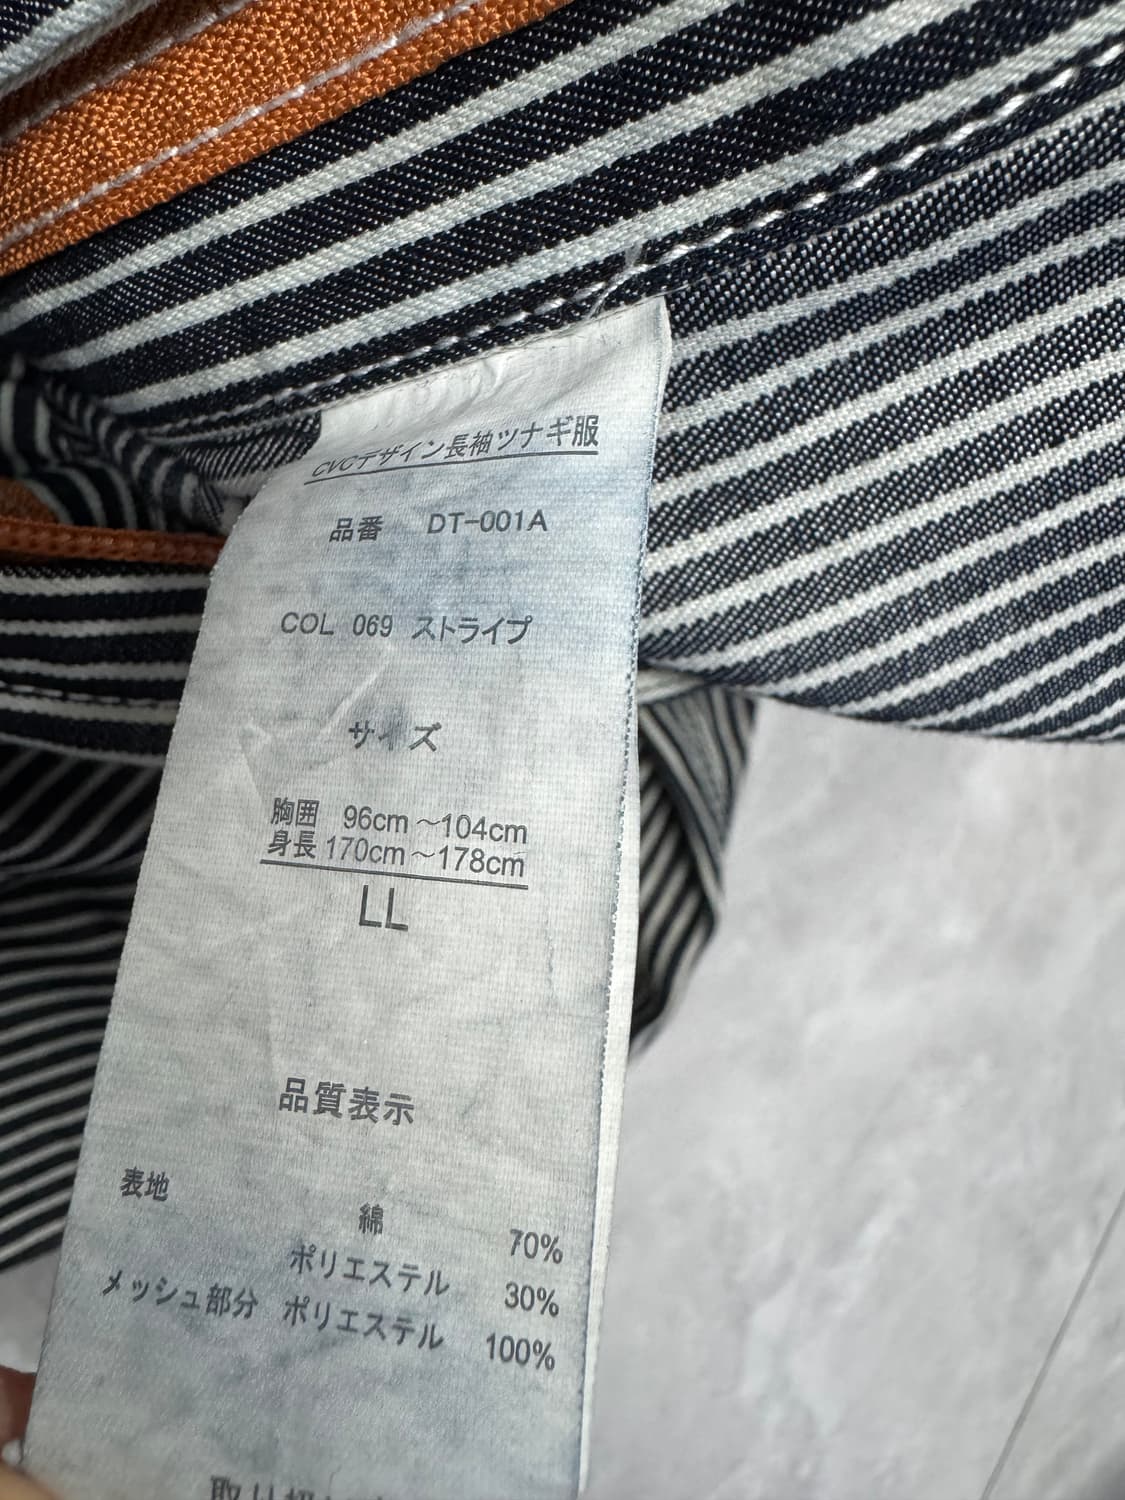 CVCデザイン長袖ツナギ服
品番 DT-001A
COL 069 ストライプ
サイズ
胸囲 96cm～104cm
身長 170cm～178cm
LL
品質表示
表地
綿 70%
ポリエステル 30%
メッシュ部分 ポリエステル 100%
取り